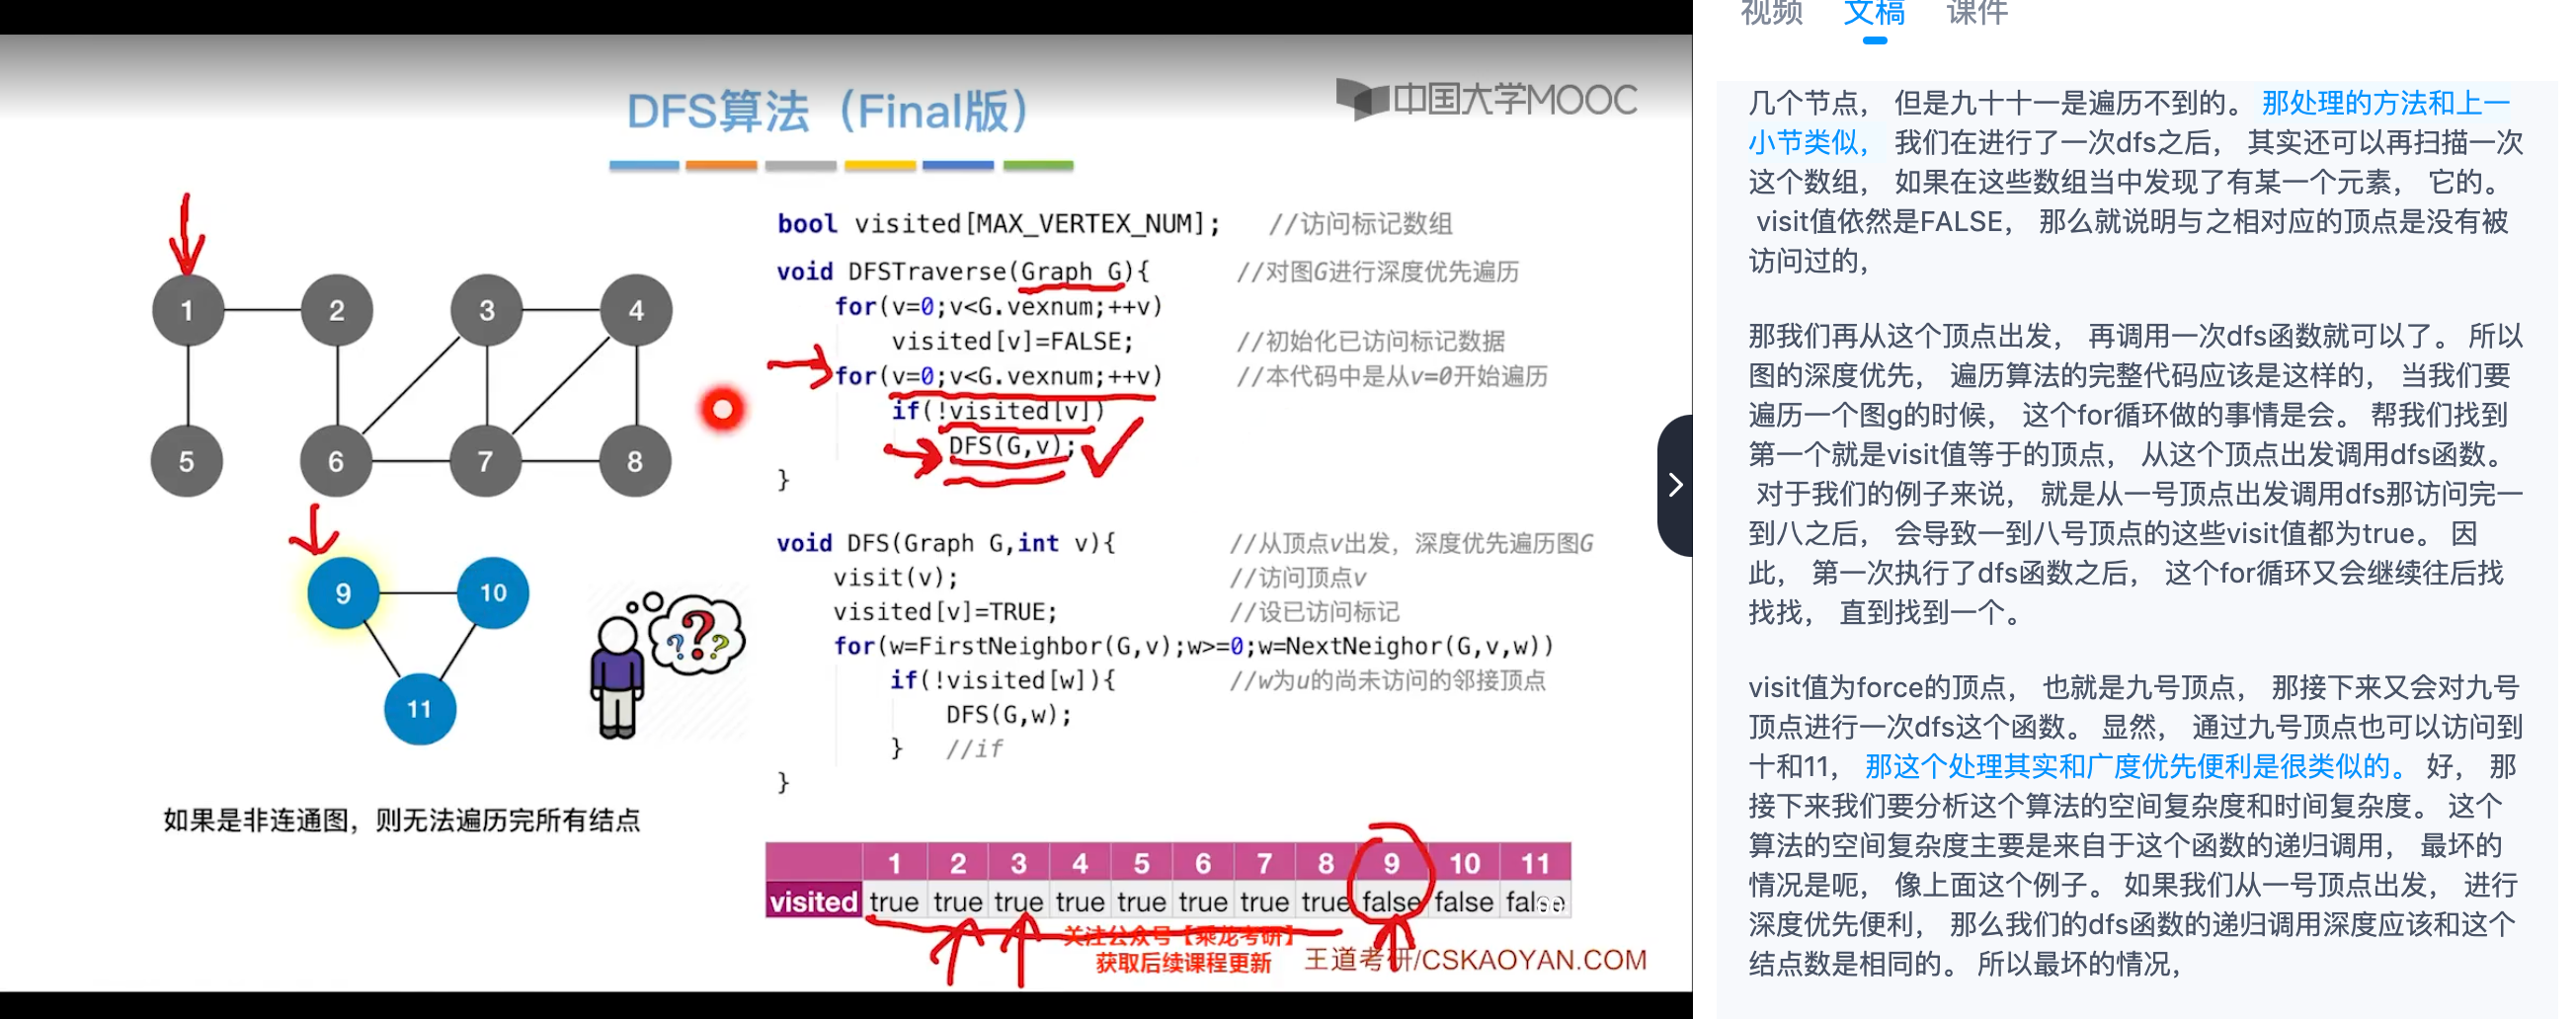 DFS算法（Final版）
中国大学MOOC
bool visited[MAX_VERTEX_NUM];   //访问标记数组
void DFSTraverse(Graph G){   //对图G进行深度优先遍历
for(v=0;v<G.vexnum;++v)
visited[v]=FALSE;   //初始化已访问标记数据
for(v=0;v<G.vexnum;++v)   //本代码中是从v=0开始遍历
if(!visited[v])
DFS(G,v);
}
void DFS(Graph G,int v){   //从顶点v出发，深度优先遍历图G
visit(v);   //访问顶点v
visited[v]=TRUE;   //设已访问标记
for(w=FirstNeighbor(G,v);w>=0;w=NextNeighor(G,v,w))
if(!visited[w]){   //w为u的尚未访问的邻接顶点
DFS(G,w);
}   //if
}
1 2 3 4
5 6 7 8
9 10
11
? ? ?
如果是非连通图，则无法遍历完所有结点
1 2 3 4 5 6 7 8 9 10 11
visited true true true true true true true true false false
关注公众号【乘龙考研】
获取后续课程更新
王道考研/CSKAOYAN.COM
视频 文稿 课件
几个节点， 但是九十十一是遍历不到的。 那处理的方法和上一
小节类似， 我们在进行了一次dfs之后， 其实还可以再扫描一次
这个数组， 如果在这些数组当中发现了有某一个元素， 它的。
visit值依然是FALSE， 那么就说明与之相对应的顶点是没有被
访问过的，
那我们再从这个顶点出发， 再调用一次dfs函数就可以了。 所以
图的深度优先， 遍历算法的完整代码应该是这样的， 当我们要
遍历一个图g的时候， 这个for循环做的事情是会。 帮我们找到
第一个就是visit值等于的顶点， 从这个顶点出发调用dfs函数。
对于我们的例子来说， 就是从一号顶点出发调用dfs那访问完一
到八之后， 会导致一到八号顶点的这些visit值都为true。 因
此， 第一次执行了dfs函数之后， 这个for循环又会继续往后找
找找， 直到找到一个。
visit值为force的顶点， 也就是九号顶点， 那接下来又会对九号
顶点进行一次dfs这个函数。 显然， 通过九号顶点也可以访问到
十和11， 那这个处理其实和广度优先便利是很类似的。 好， 那
接下来我们要分析这个算法的空间复杂度和时间复杂度。 这个
算法的空间复杂度主要是来自于这个函数的递归调用， 最坏的
情况是呃， 像上面这个例子。 如果我们从一号顶点出发， 进行
深度优先便利， 那么我们的dfs函数的递归调用深度应该和这个
结点数是相同的。 所以最坏的情况，